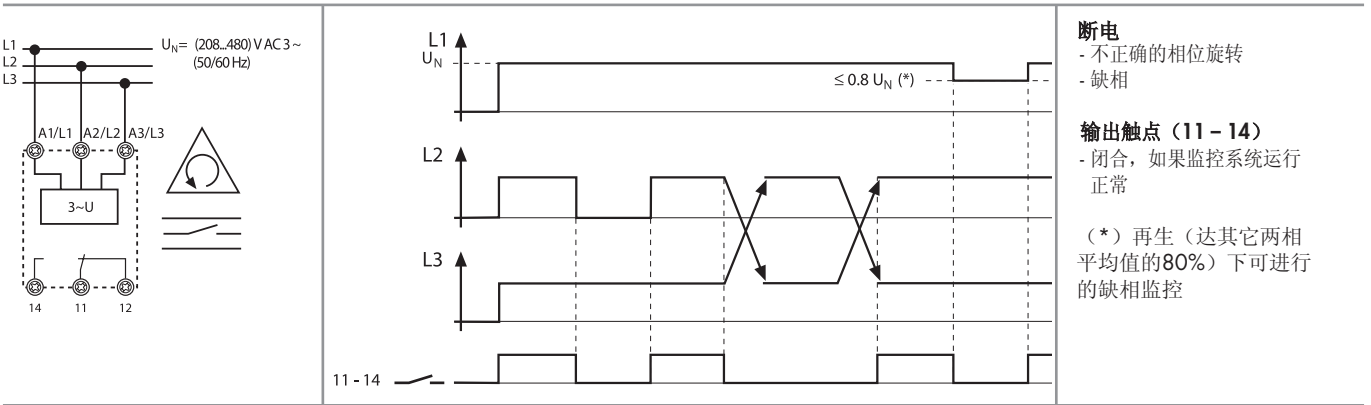 L1
L2
L3
U_N= (208...480) V AC 3~
(50/60 Hz)
A1/L1 A2/L2 A3/L3
3~U
14 11 12
L1
U_N
≤ 0.8 U_N (*)
L2
L3
11 - 14
断电
- 不正确的相位旋转
- 缺相
输出触点（11 – 14）
- 闭合，如果监控系统运行
正常
（*）再生（达其它两相
平均值的80%）下可进行
的缺相监控